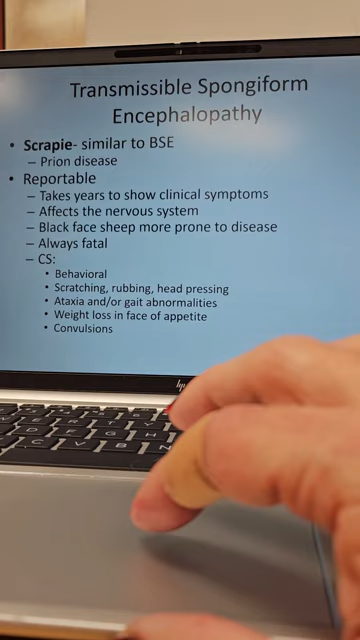 Transmissible Spongiform
Encephalopathy
• Scrapie- similar to BSE
– Prion disease
• Reportable
– Takes years to show clinical symptoms
– Affects the nervous system
– Black face sheep more prone to disease
– Always fatal
– CS:
• Behavioral
• Scratching, rubbing, head pressing
• Ataxia and/or gait abnormalities
• Weight loss in face of appetite
• Convulsions
hp
D F G H
C V B N